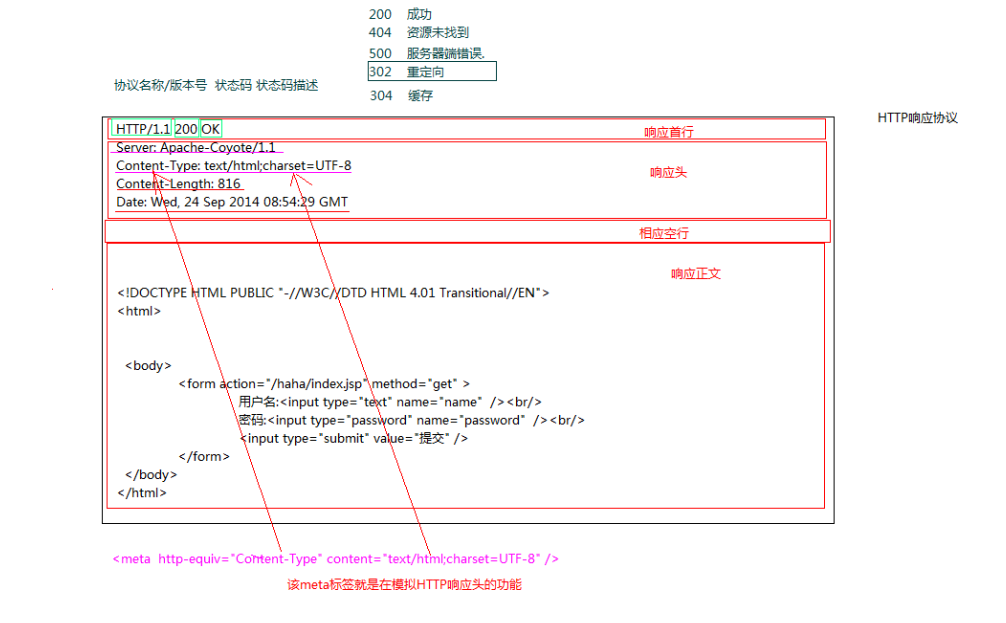 200 成功
404 资源未找到
500 服务器端错误.
302 重定向
304 缓存
协议名称/版本号 状态码 状态码描述
HTTP响应协议
HTTP/1.1 200 OK
响应首行
Server: Apache-Coyote/1.1
Content-Type: text/html;charset=UTF-8
响应头
Content-Length: 816
Date: Wed, 24 Sep 2014 08:54:29 GMT
相应空行
响应正文
<!DOCTYPE HTML PUBLIC "-//W3C//DTD HTML 4.01 Transitional//EN">
<html>
<body>
<form action="/haha/index.jsp" method="get" >
用户名:<input type="text" name="name" /><br/>
密码:<input type="password" name="password" /><br/>
<input type="submit" value="提交" />
</form>
</body>
</html>
<meta http-equiv="Content-Type" content="text/html;charset=UTF-8" />
该meta标签就是在模拟HTTP响应头的功能